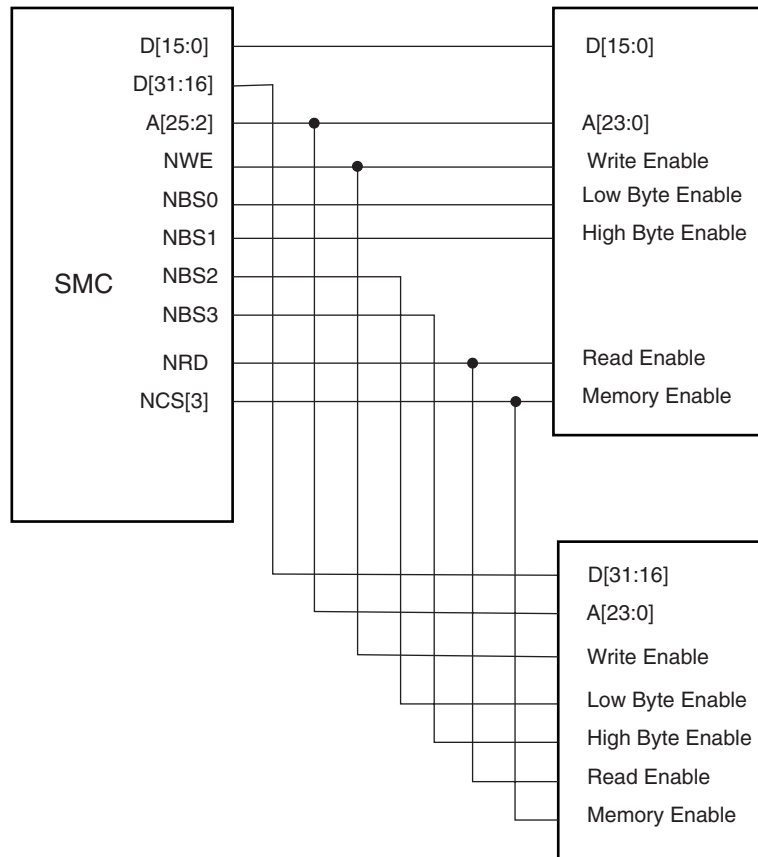 D[15:0]
D[31:16]
A[25:2]
NWE
NBS0
NBS1
NBS2
NBS3
NRD
NCS[3]
SMC
D[15:0]
A[23:0]
Write Enable
Low Byte Enable
High Byte Enable
Read Enable
Memory Enable
D[31:16]
A[23:0]
Write Enable
Low Byte Enable
High Byte Enable
Read Enable
Memory Enable